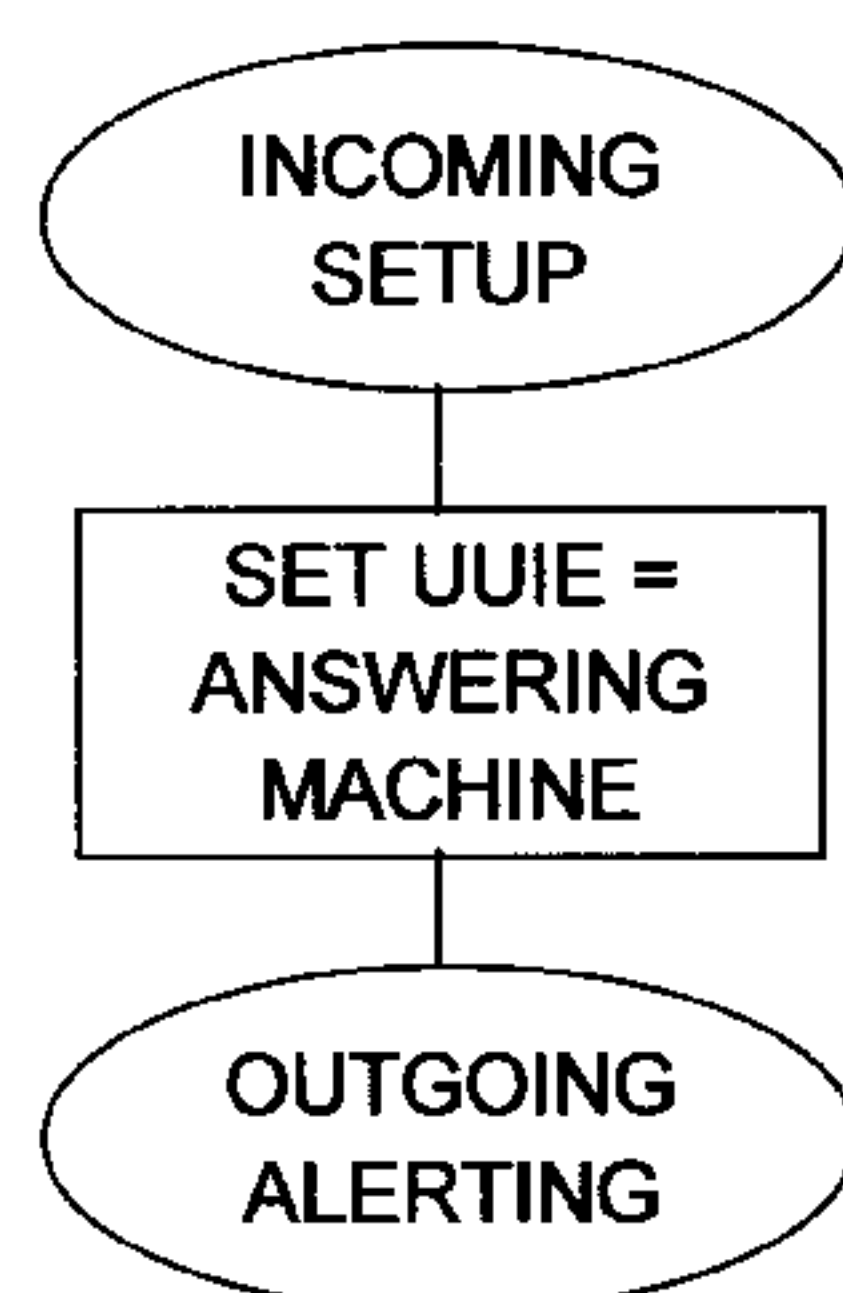 INCOMING
SETUP
SET UUIE =
ANSWERING
MACHINE
OUTGOING
ALERTING